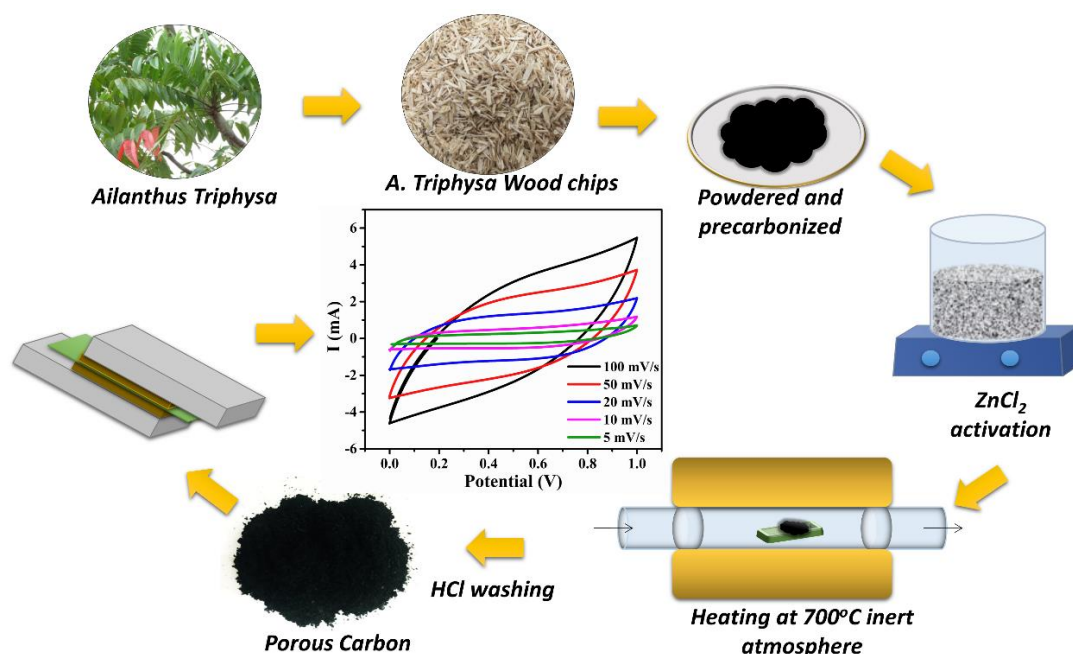 Ailanthus Triphysa
A. Triphysa Wood chips
Powdered and
precarbonized
ZnCl₂
activation
Heating at 700°C inert
atmosphere
HCl washing
Porous Carbon
I (mA)
6
4
2
0
-2
-4
-6
100 mV/s
50 mV/s
20 mV/s
10 mV/s
5 mV/s
0.0 0.2 0.4 0.6 0.8 1.0
Potential (V)